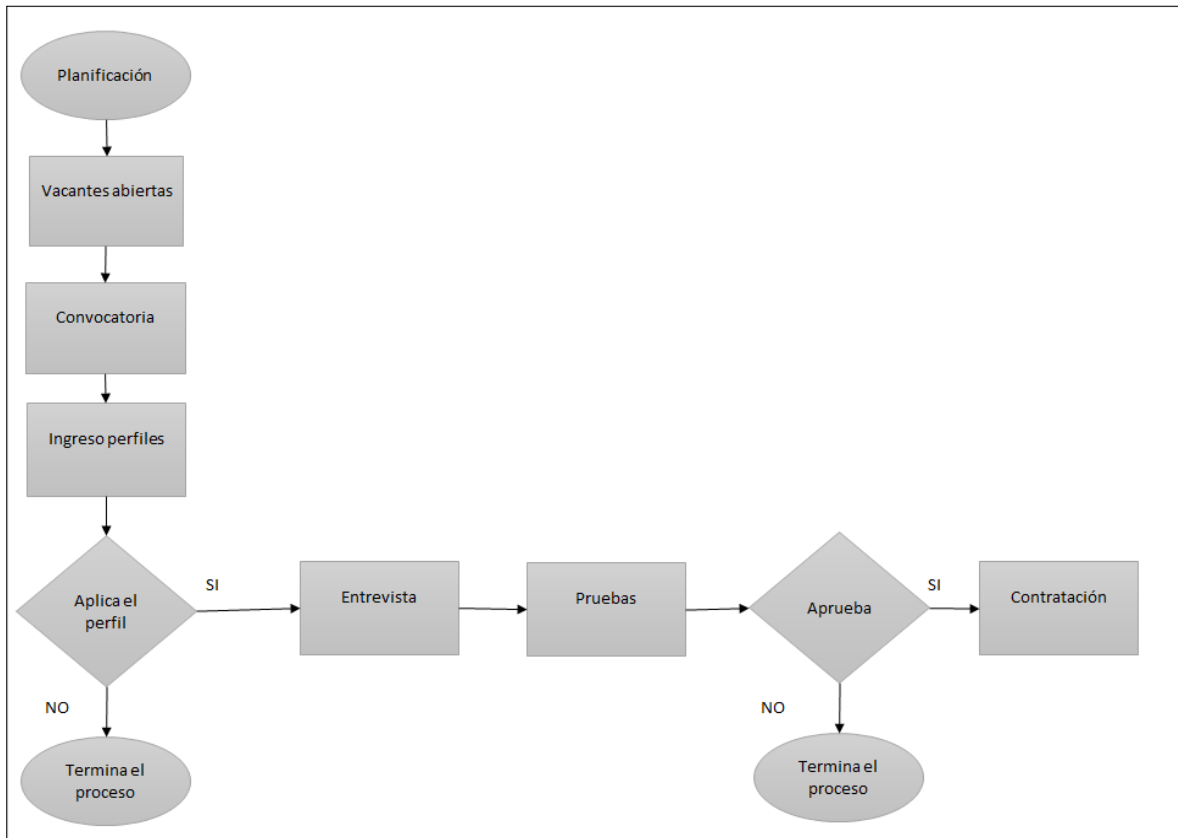 Planificación
Vacantes abiertas
Convocatoria
Ingreso perfiles
Aplica el
perfil
SI
Entrevista
Pruebas
Aprueba
SI
Contratación
NO
Termina el
proceso
NO
Termina el
proceso